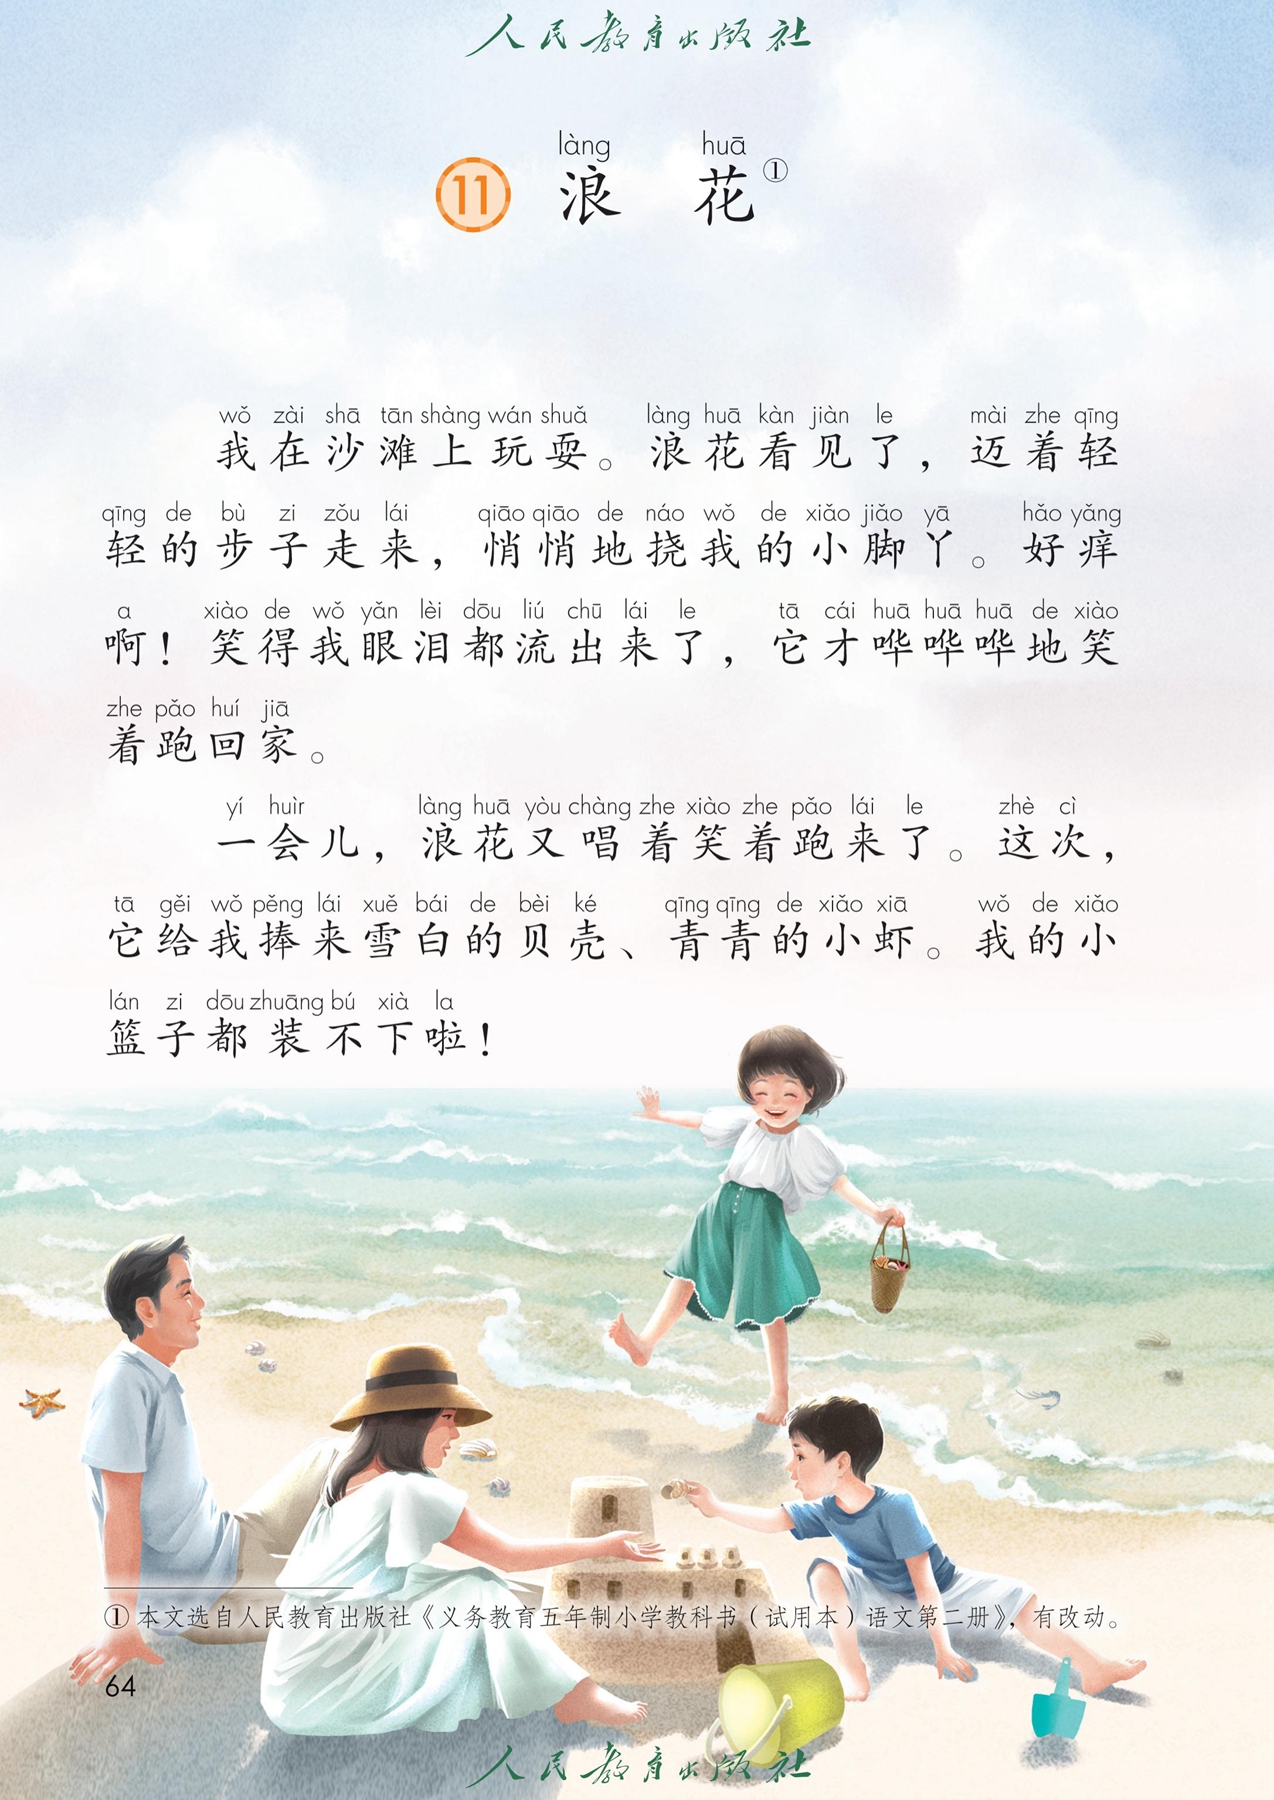 人民教育出版社
làng huā
11 浪花①
wǒ zài shā tān shàng wán shuǎ làng huā kàn jiàn le mài zhe qīng
我在沙滩上玩耍。浪花看见了，迈着轻
qīng de bù zi zǒu lái qiāo qiāo de náo wǒ de xiǎo jiǎo yā hǎo yǎng
轻的步子走来，悄悄地挠我的小脚丫。好痒
a xiào de wǒ yǎn lèi dōu liú chū lái le tā cái huā huā huā de xiào
啊！笑得我眼泪都流出来了，它才哗哗哗地笑
zhe pǎo huí jiā
着跑回家。
yí huìr làng huā yòu chàng zhe xiào zhe pǎo lái le zhè cì
一会儿，浪花又唱着笑着跑来了。这次，
tā gěi wǒ pěng lái xuě bái de bèi ké qīng qīng de xiǎo xiā wǒ de xiǎo
它给我捧来雪白的贝壳、青青的小虾。我的小
lán zi dōu zhuāng bú xià la
篮子都装不下啦！
①本文选自人民教育出版社《义务教育五年制小学教科书（试用本）语文第二册》，有改动。
64
人民教育出版社